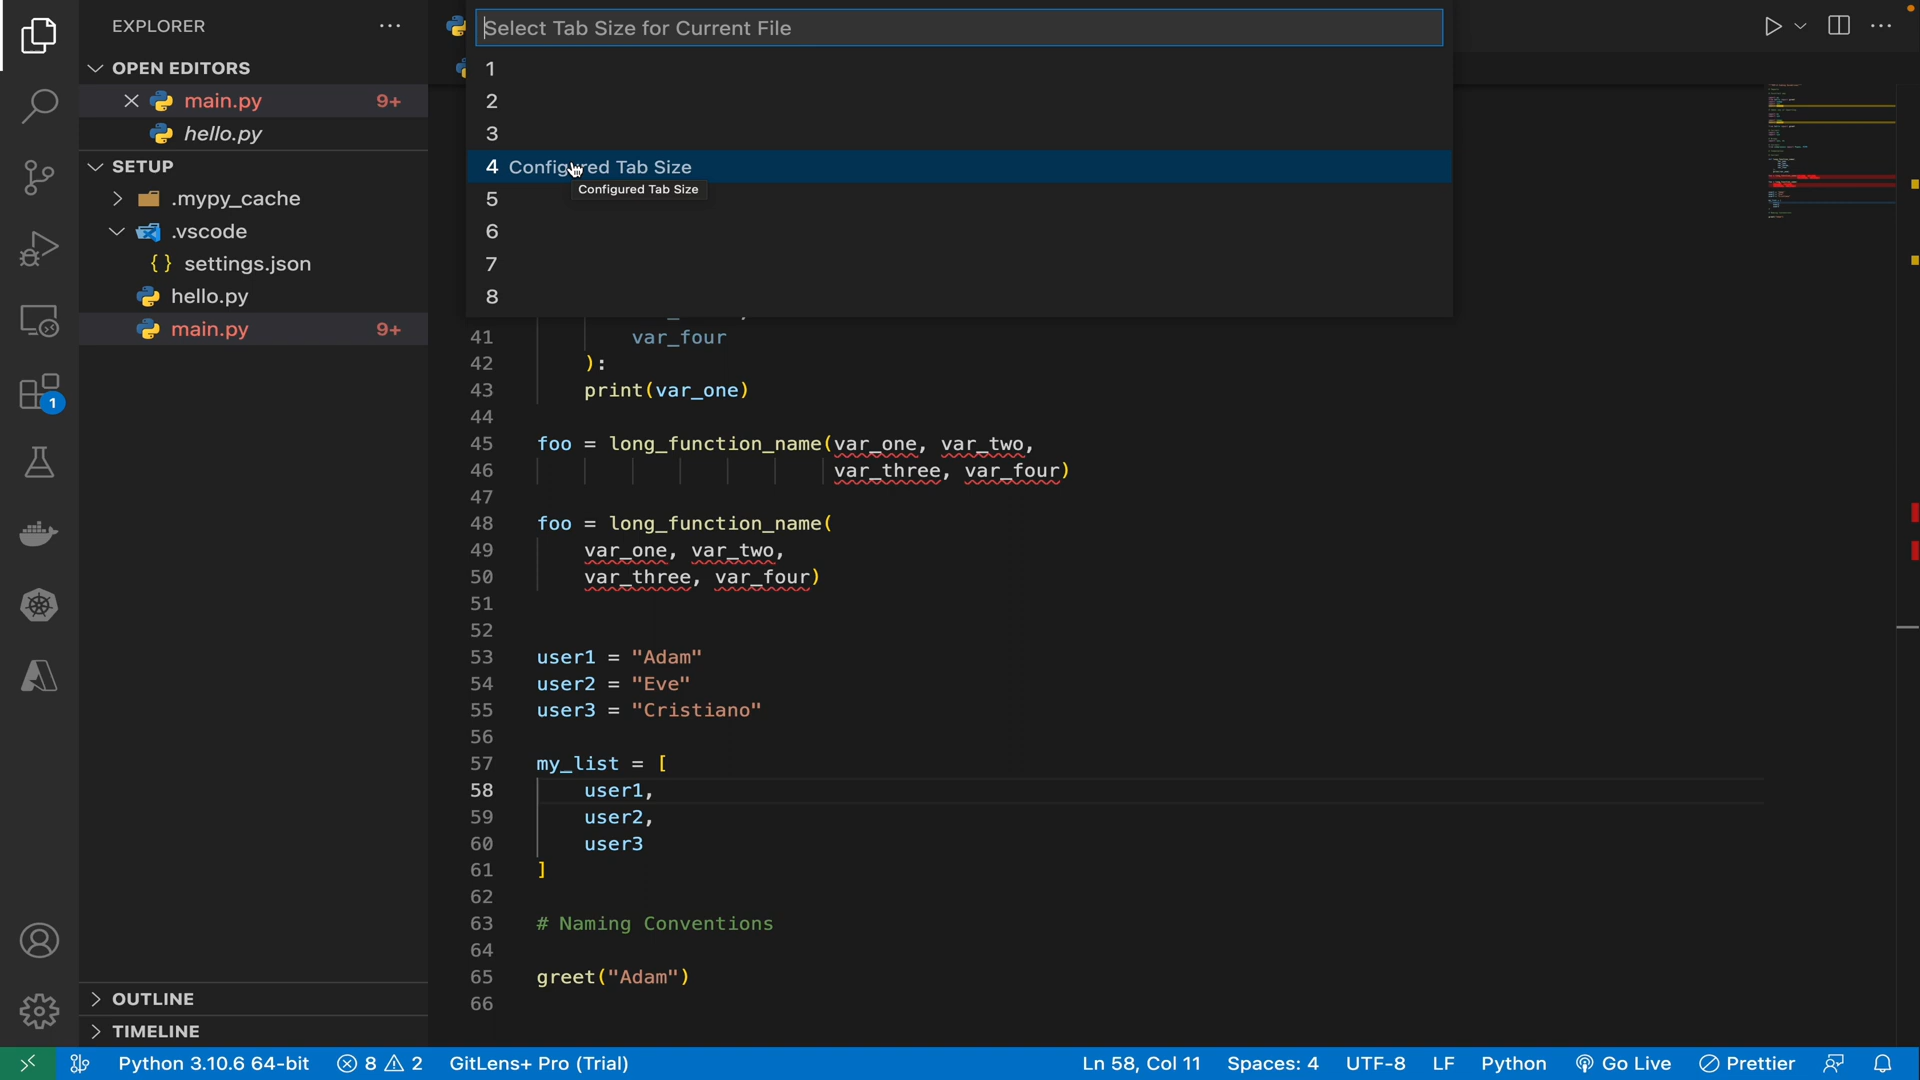 EXPLORER
OPEN EDITORS
main.py 9+
hello.py
SETUP
.mypy_cache
.vscode
{ } settings.json
hello.py
main.py 9+
1
OUTLINE
TIMELINE
Select Tab Size for Current File
1
2
3
4 Configured Tab Size
Configured Tab Size
5
6
7
8
41 var_four
42 ):
43 print(var_one)
44
45 foo = long_function_name(var_one, var_two,
46 var_three, var_four)
47
48 foo = long_function_name(
49 var_one, var_two,
50 var_three, var_four)
51
52
53 user1 = "Adam"
54 user2 = "Eve"
55 user3 = "Cristiano"
56
57 my_list = [
58 user1,
59 user2,
60 user3
61 ]
62
63 # Naming Conventions
64
65 greet("Adam")
66
Python 3.10.6 64-bit 8 2 GitLens+ Pro (Trial) Ln 58, Col 11 Spaces: 4 UTF-8 LF Python Go Live Prettier